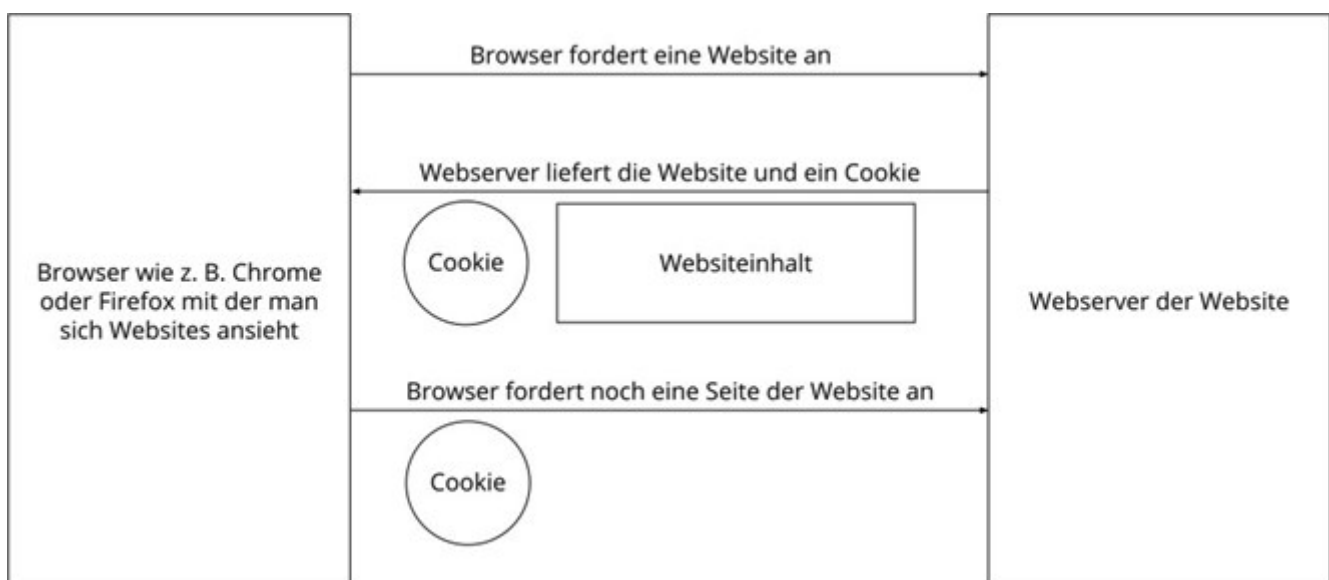 Browser fordert eine Website an
Webserver liefert die Website und ein Cookie
Cookie
Websiteinhalt
Browser wie z. B. Chrome
oder Firefox mit der man
sich Websites ansieht
Webserver der Website
Browser fordert noch eine Seite der Website an
Cookie